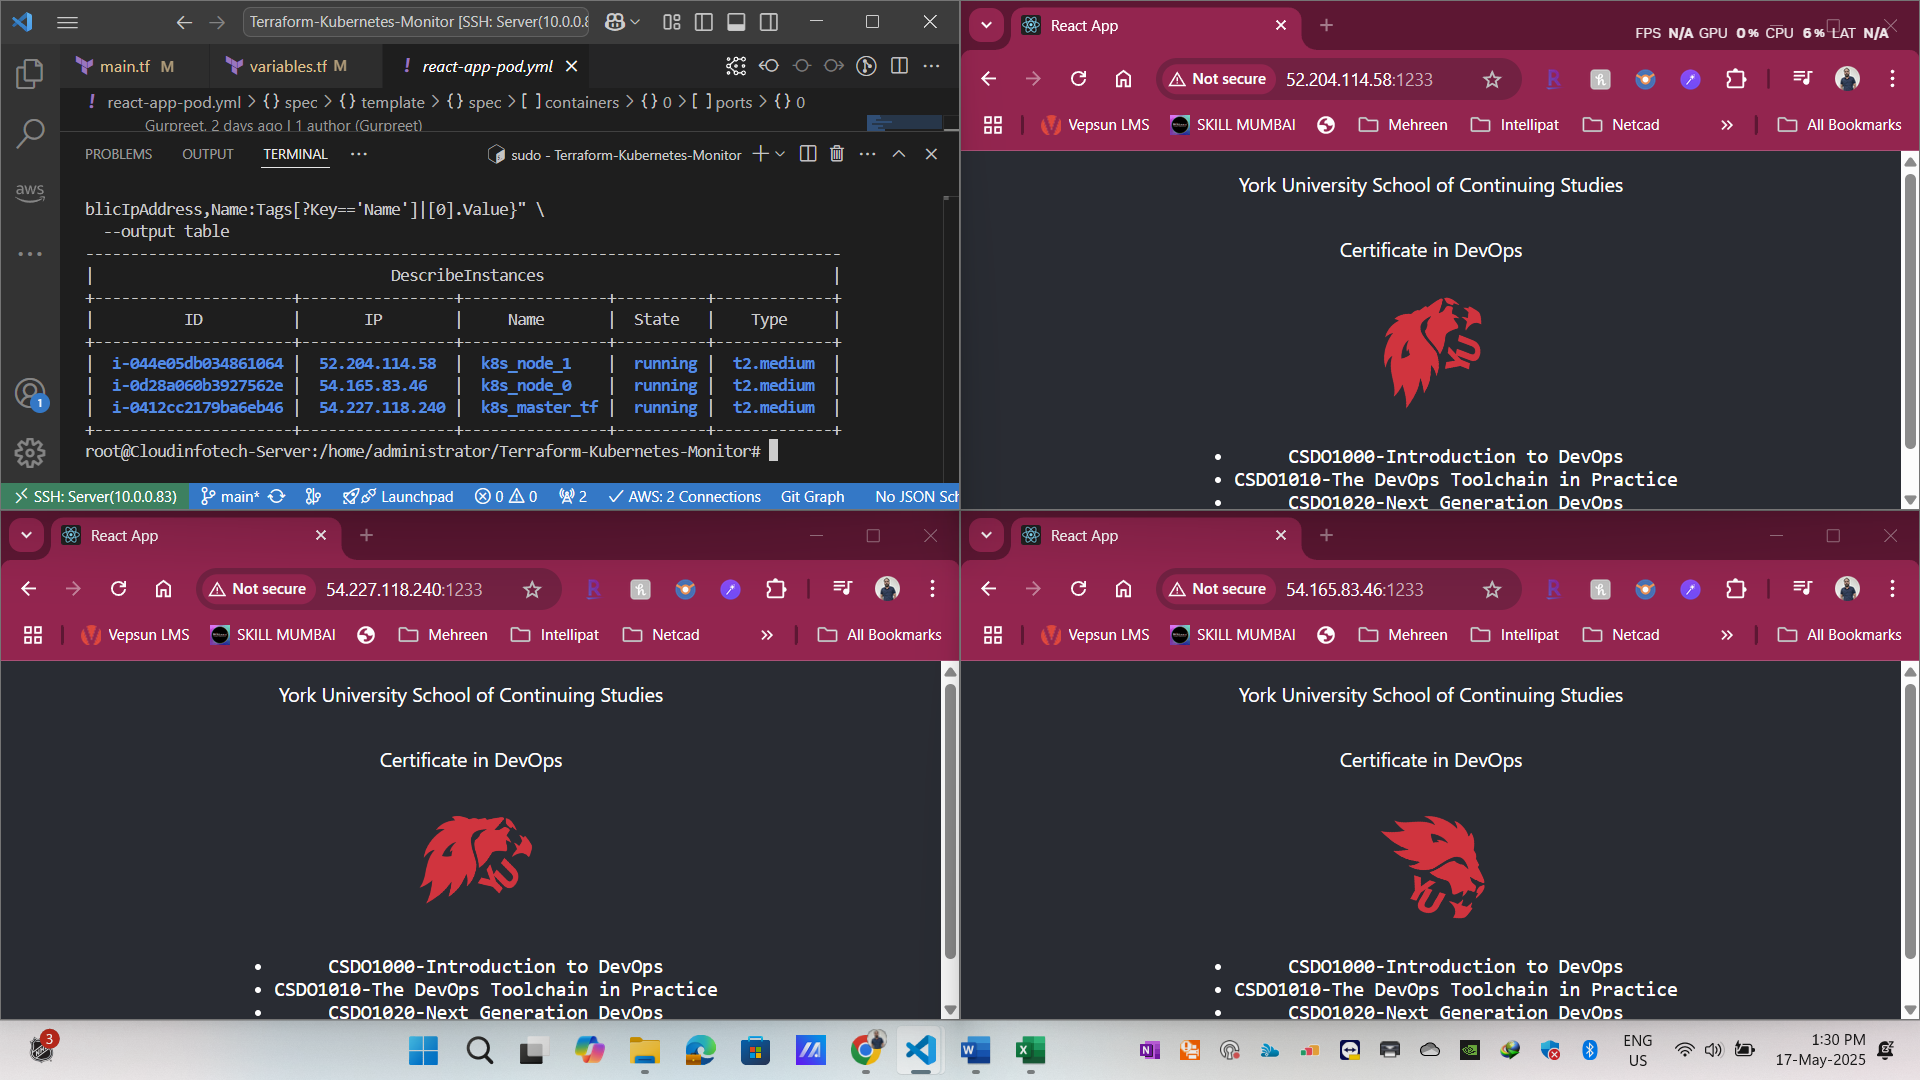 Terraform-Kubernetes-Monitor [SSH: Server(10.0.0.8
main.tf M
variables.tf M
! react-app-pod.yml
! react-app-pod.yml > {} spec > {} template > {} spec > [ ] containers > {} 0 > [ ] ports > {} 0
Gurpreet, 2 days ago | 1 author (Gurpreet)
PROBLEMS OUTPUT TERMINAL ···
sudo - Terraform-Kubernetes-Monitor
aws
1
blicIpAddress,Name:Tags[?Key=='Name']|[0].Value}" \
--output table
-------------------------------------------------------------------------------
| DescribeInstances |
+----------------------+-----------------+----------------+----------+-------------+
| ID | IP | Name | State | Type |
+----------------------+-----------------+----------------+----------+-------------+
| i-044e05db034861064 | 52.204.114.58 | k8s_node_1 | running | t2.medium |
| i-0d28a060b3927562e | 54.165.83.46 | k8s_node_0 | running | t2.medium |
| i-0412cc2179ba6eb46 | 54.227.118.240 | k8s_master_tf | running | t2.medium |
+----------------------+-----------------+----------------+----------+-------------+
root@Cloudinfotech-Server:/home/administrator/Terraform-Kubernetes-Monitor#
SSH: Server(10.0.0.83) main* Launchpad 0 0 2 AWS: 2 Connections Git Graph No JSON Sch
React App
FPS N/A GPU 0% CPU 6% LAT N/A
Not secure 52.204.114.58:1233
Vepsun LMS SKILL MUMBAI Mehreen Intellipat Netcad » All Bookmarks
York University School of Continuing Studies
Certificate in DevOps
YU
• CSDO1000-Introduction to DevOps
• CSDO1010-The DevOps Toolchain in Practice
• CSDO1020-Next Generation DevOps
React App
Not secure 54.227.118.240:1233
Vepsun LMS SKILL MUMBAI Mehreen Intellipat Netcad » All Bookmarks
York University School of Continuing Studies
Certificate in DevOps
YU
• CSDO1000-Introduction to DevOps
• CSDO1010-The DevOps Toolchain in Practice
• CSDO1020-Next Generation DevOps
React App
Not secure 54.165.83.46:1233
Vepsun LMS SKILL MUMBAI Mehreen Intellipat Netcad » All Bookmarks
York University School of Continuing Studies
Certificate in DevOps
YU
• CSDO1000-Introduction to DevOps
• CSDO1010-The DevOps Toolchain in Practice
• CSDO1020-Next Generation DevOps
3
ENG
US
1:30 PM
17-May-2025